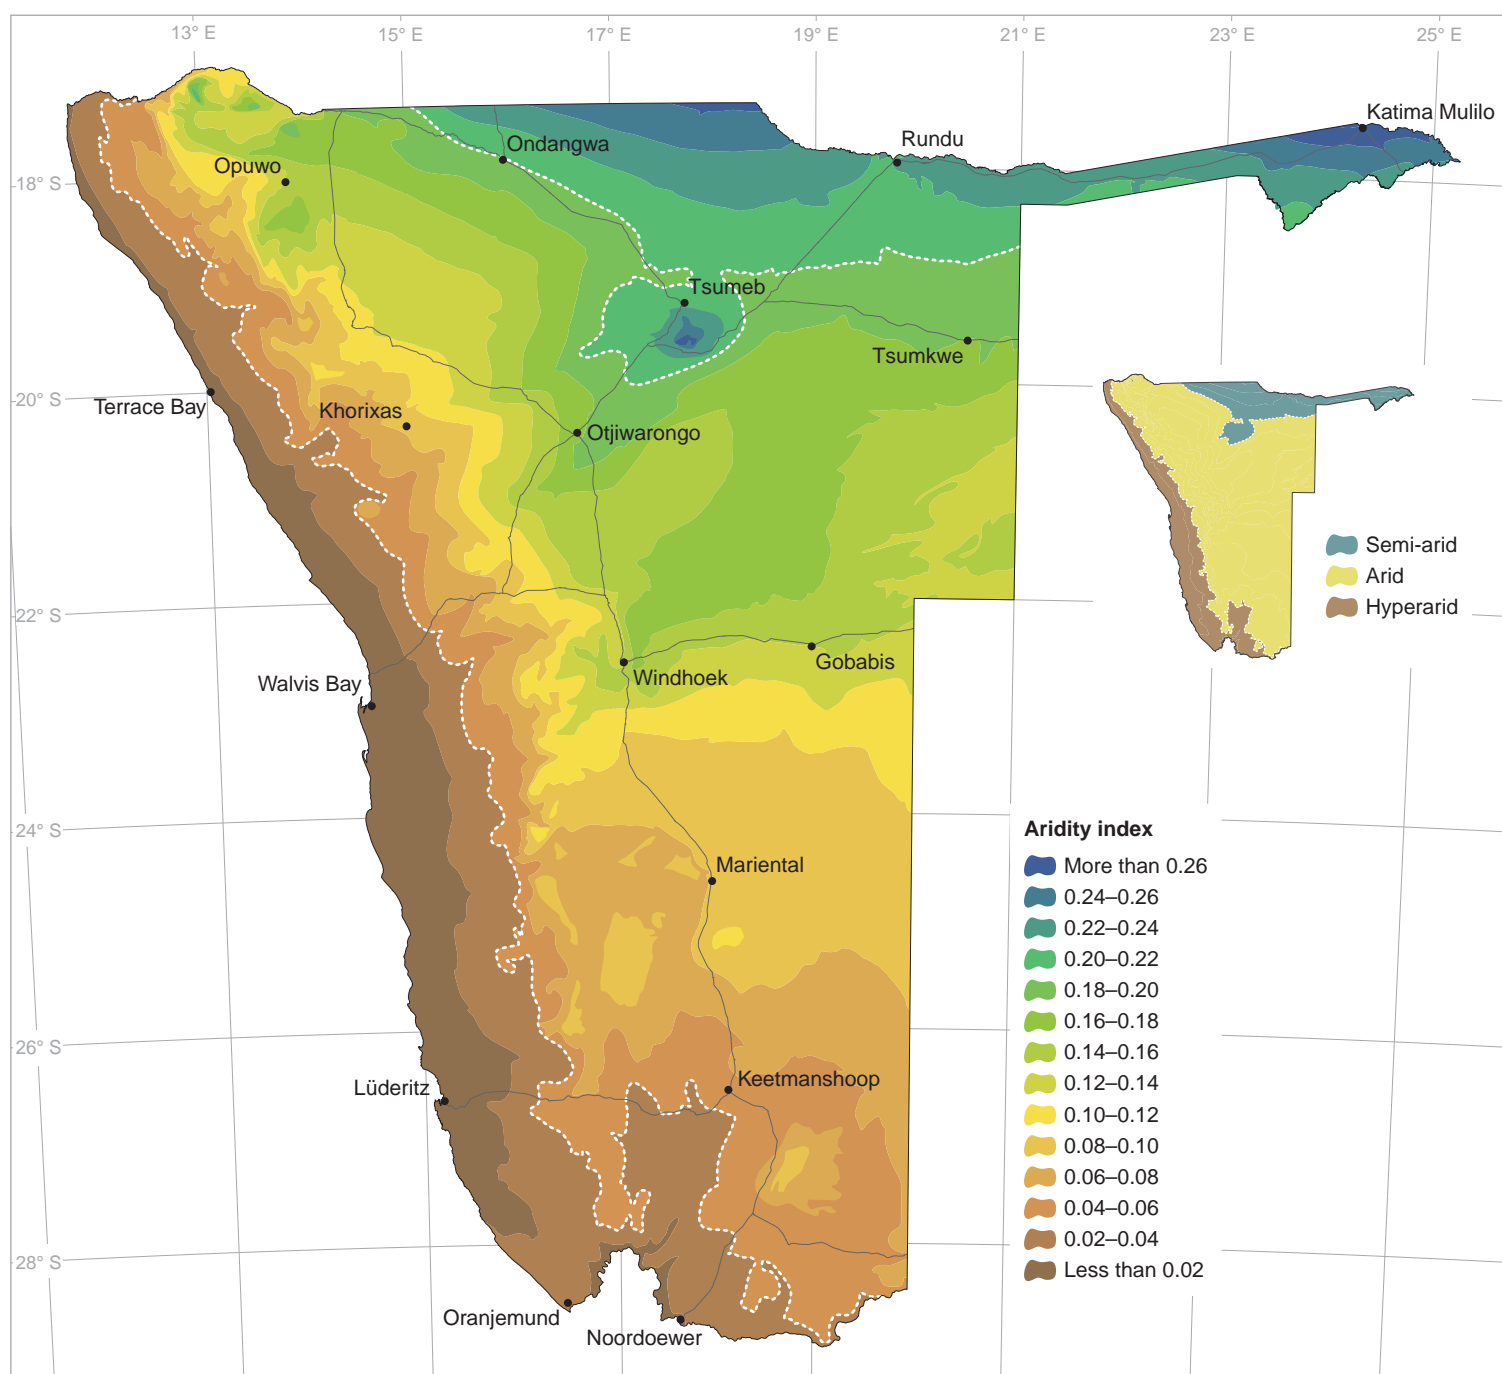 13° E
15° E
17° E
19° E
21° E
23° E
25° E
Katima Mulilo
Rundu
Ondangwa
Opuwo
18° S
Tsumeb
Tsumkwe
20° S
Terrace Bay
Khorixas
Otjiwarongo
Semi-arid
Arid
Hyperarid
22° S
Gobabis
Windhoek
Walvis Bay
24° S
Mariental
Aridity index
More than 0.26
0.24–0.26
0.22–0.24
0.20–0.22
0.18–0.20
0.16–0.18
0.14–0.16
0.12–0.14
0.10–0.12
0.08–0.10
0.06–0.08
0.04–0.06
0.02–0.04
Less than 0.02
26° S
Keetmanshoop
Lüderitz
28° S
Oranjemund
Noordoewer